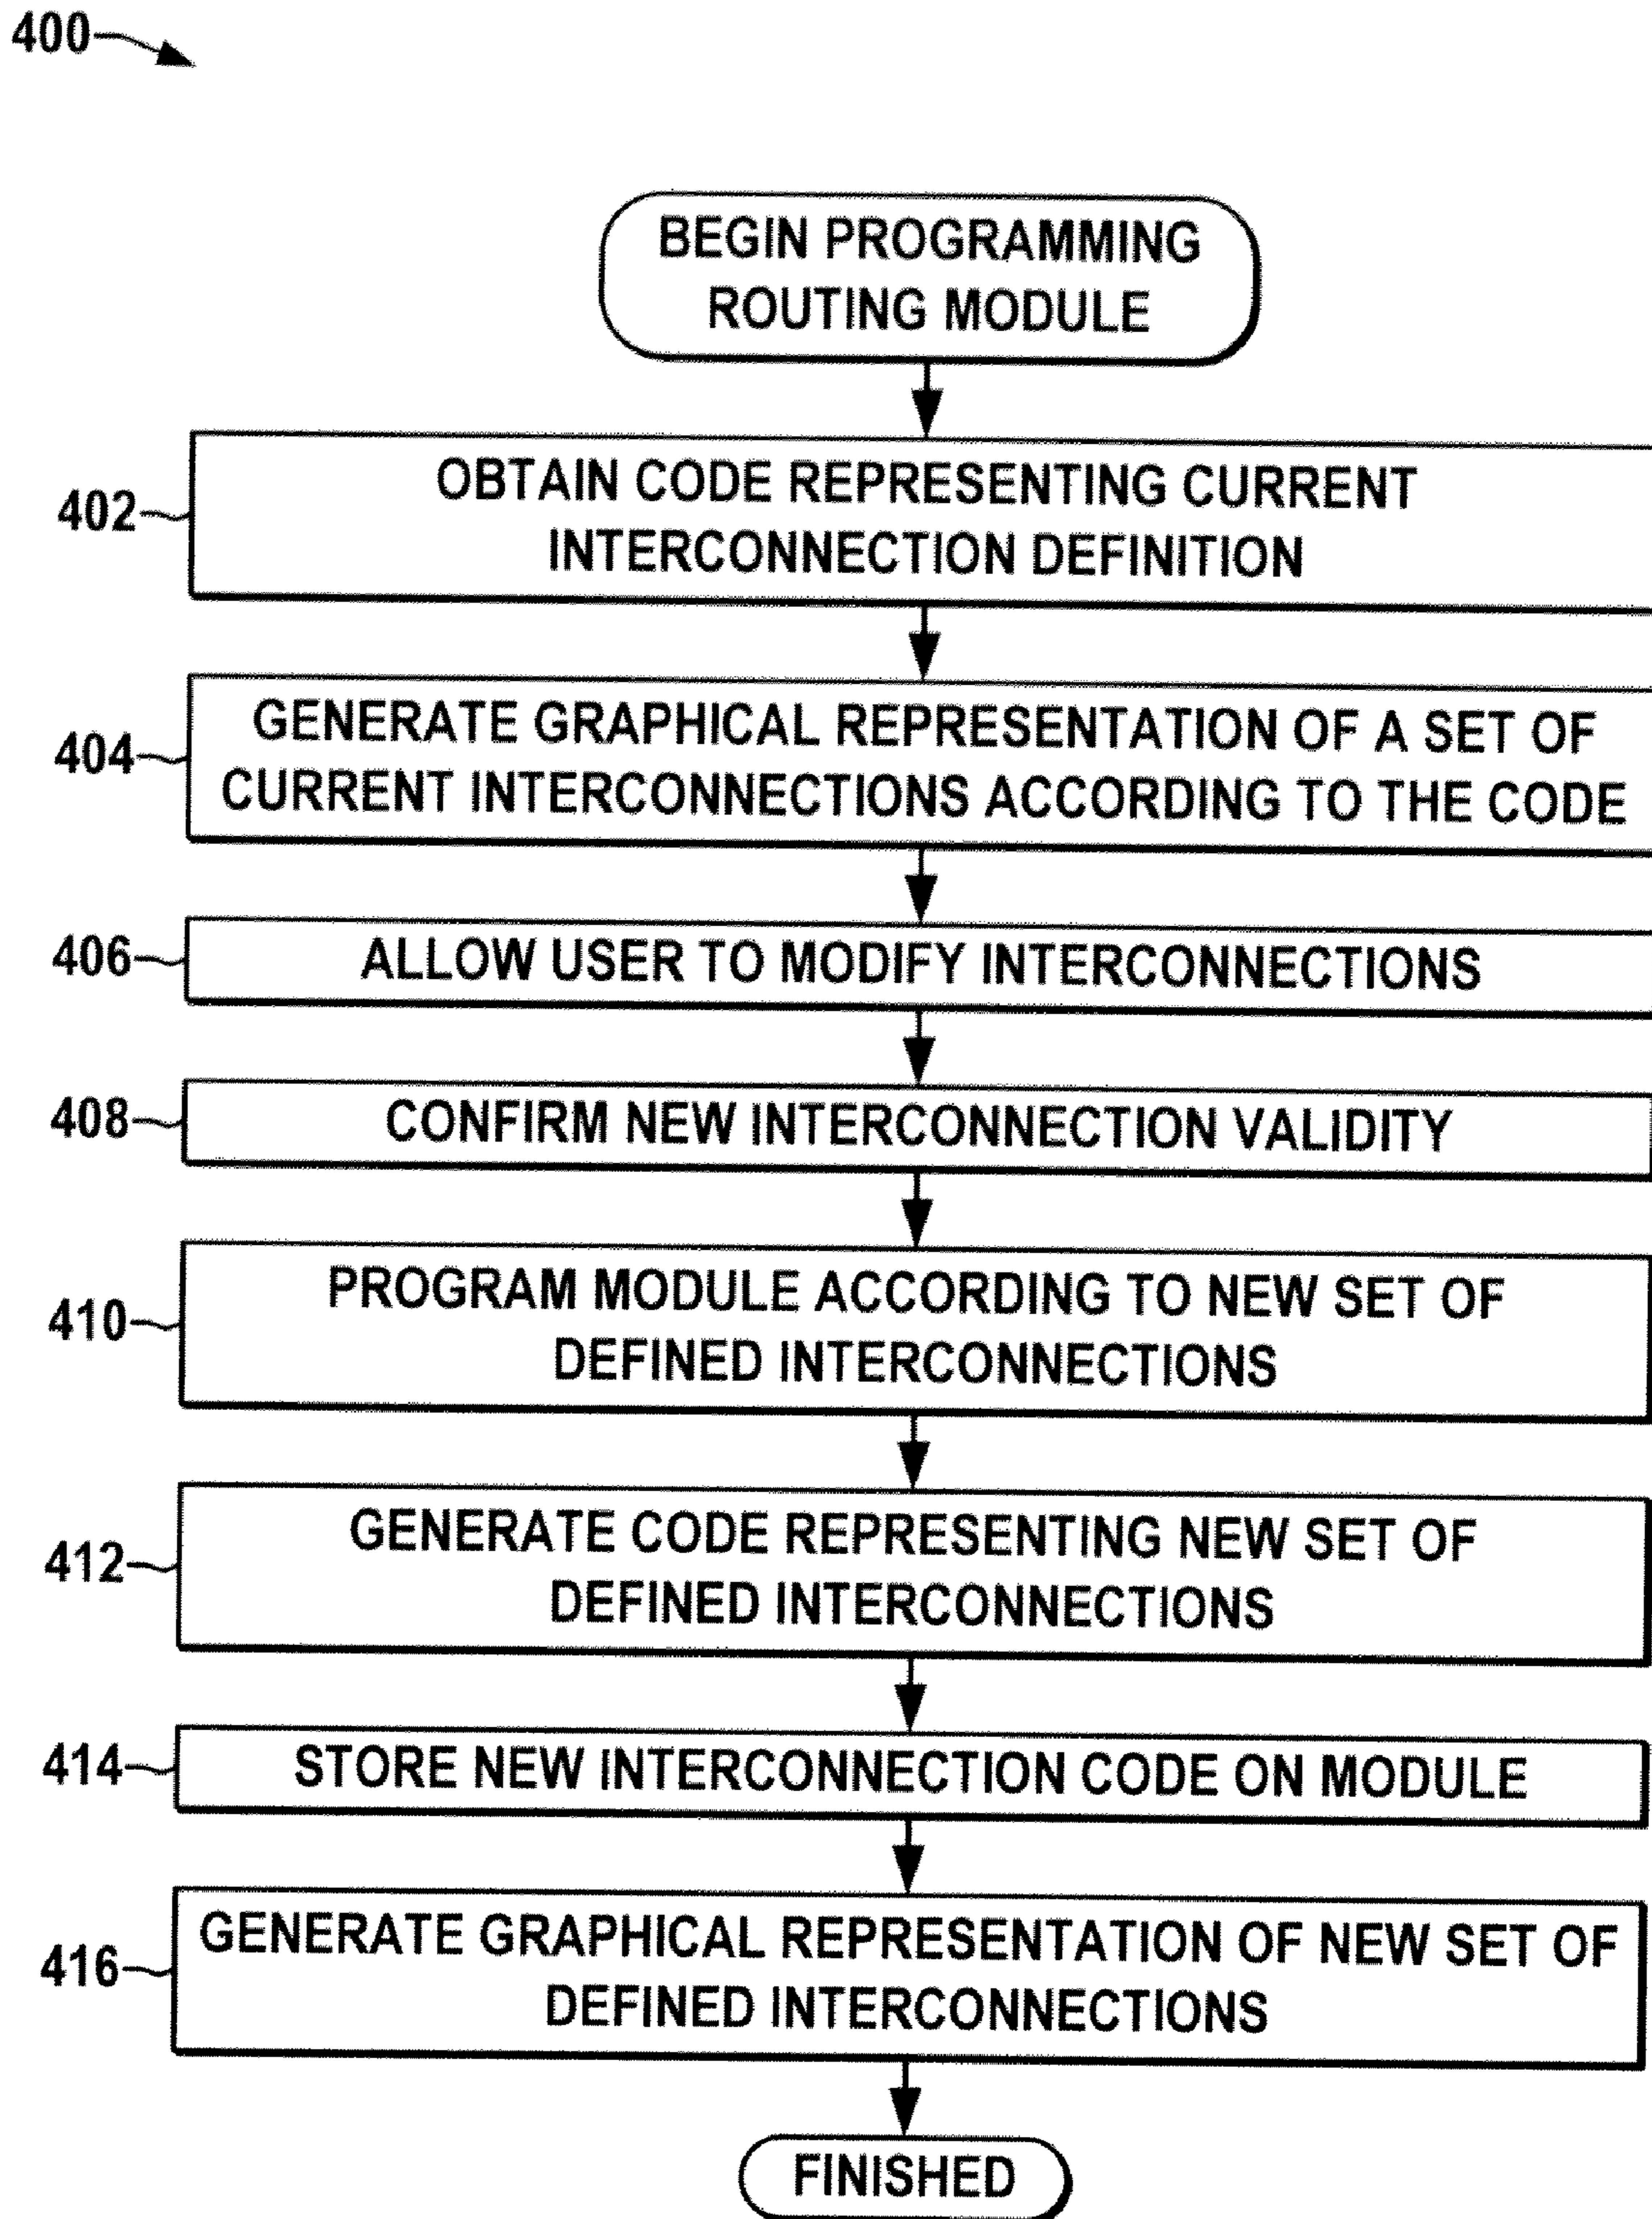 400
BEGIN PROGRAMMING
ROUTING MODULE
402
OBTAIN CODE REPRESENTING CURRENT
INTERCONNECTION DEFINITION
404
GENERATE GRAPHICAL REPRESENTATION OF A SET OF
CURRENT INTERCONNECTIONS ACCORDING TO THE CODE
406
ALLOW USER TO MODIFY INTERCONNECTIONS
408
CONFIRM NEW INTERCONNECTION VALIDITY
410
PROGRAM MODULE ACCORDING TO NEW SET OF
DEFINED INTERCONNECTIONS
412
GENERATE CODE REPRESENTING NEW SET OF
DEFINED INTERCONNECTIONS
414
STORE NEW INTERCONNECTION CODE ON MODULE
416
GENERATE GRAPHICAL REPRESENTATION OF NEW SET OF
DEFINED INTERCONNECTIONS
FINISHED